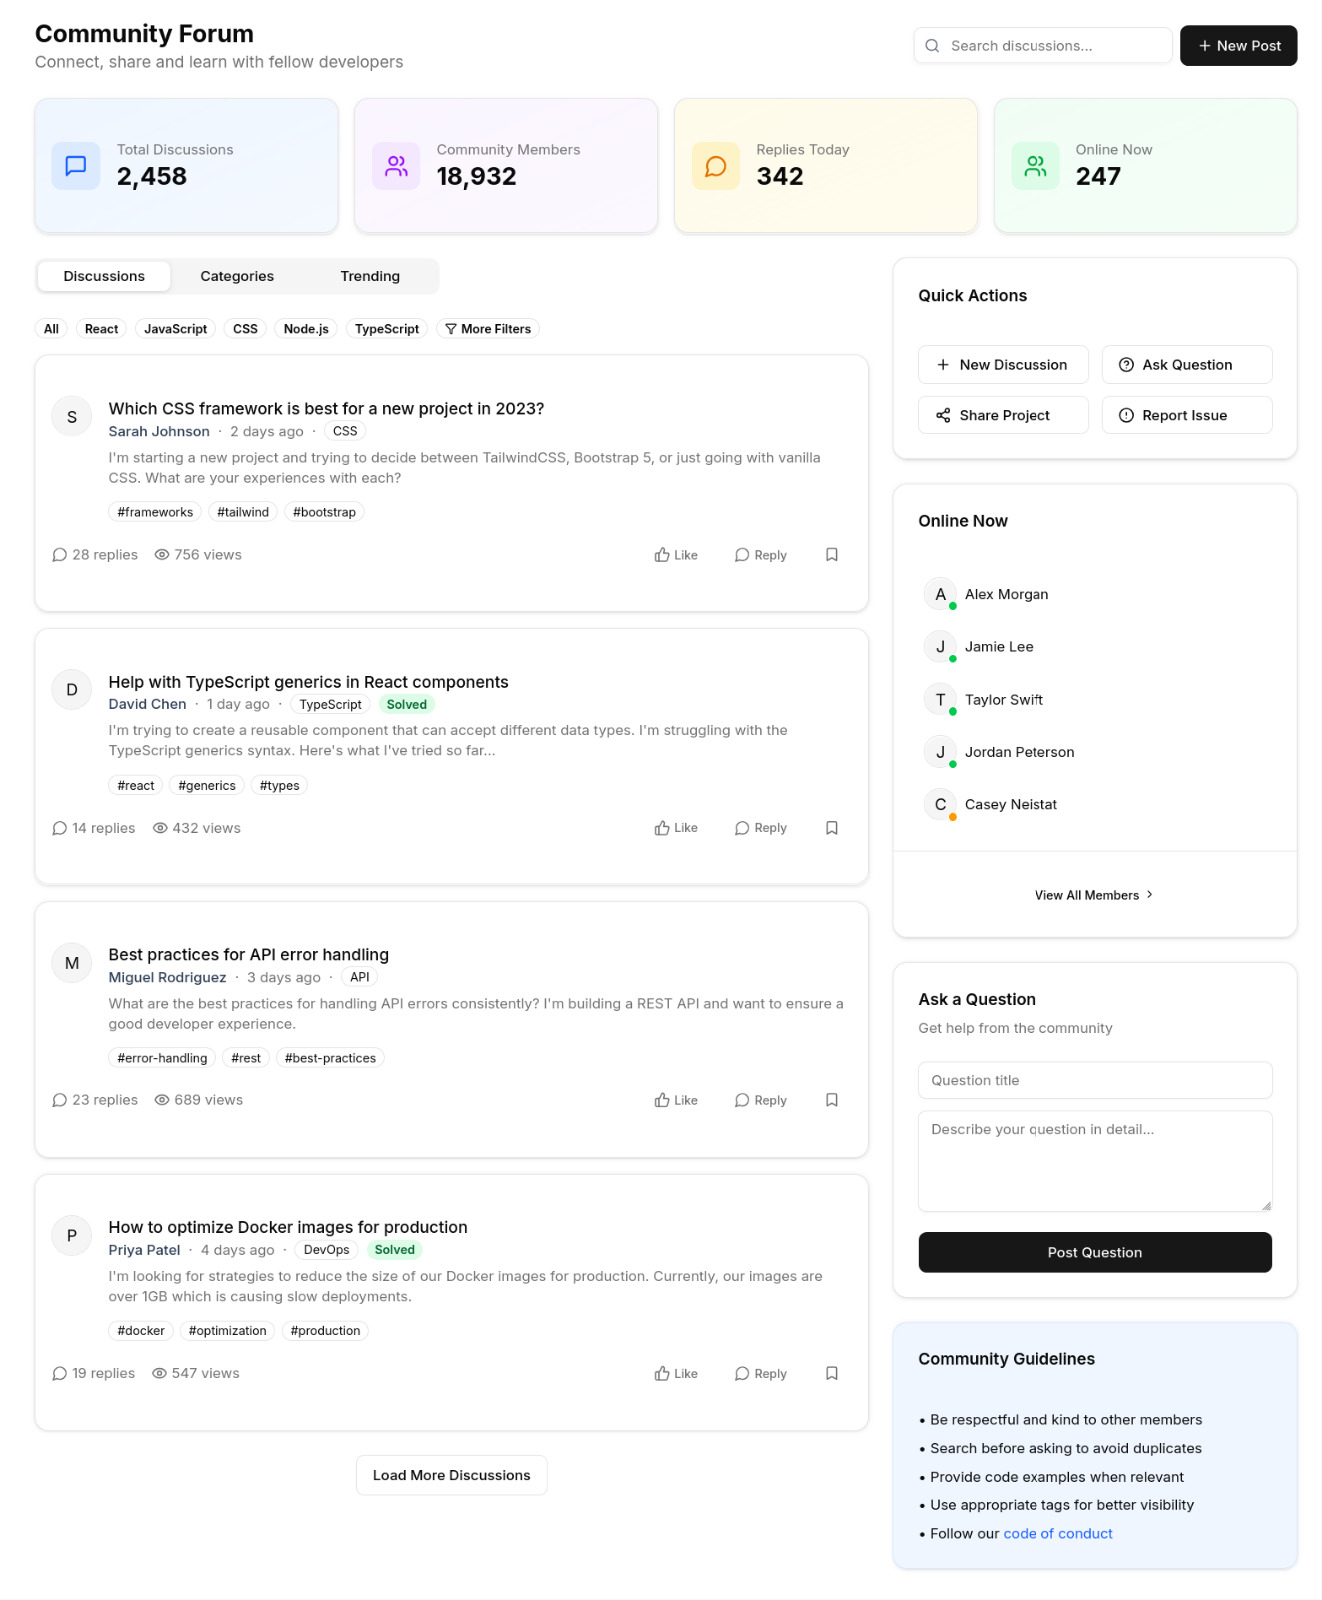 Community Forum
Connect, share and learn with fellow developers
Search discussions...
New Post
Total Discussions
2,458
Community Members
18,932
Replies Today
342
Online Now
247
Discussions
Categories
Trending
All
React
JavaScript
CSS
Node.js
TypeScript
More Filters
S
Which CSS framework is best for a new project in 2023?
Sarah Johnson · 2 days ago · CSS
I'm starting a new project and trying to decide between TailwindCSS, Bootstrap 5, or just going with vanilla
CSS. What are your experiences with each?
#frameworks #tailwind #bootstrap
28 replies 756 views Like Reply
D
Help with TypeScript generics in React components
David Chen · 1 day ago · TypeScript Solved
I'm trying to create a reusable component that can accept different data types. I'm struggling with the
TypeScript generics syntax. Here's what I've tried so far...
#react #generics #types
14 replies 432 views Like Reply
M
Best practices for API error handling
Miguel Rodriguez · 3 days ago · API
What are the best practices for handling API errors consistently? I'm building a REST API and want to ensure a
good developer experience.
#error-handling #rest #best-practices
23 replies 689 views Like Reply
P
How to optimize Docker images for production
Priya Patel · 4 days ago · DevOps Solved
I'm looking for strategies to reduce the size of our Docker images for production. Currently, our images are
over 1GB which is causing slow deployments.
#docker #optimization #production
19 replies 547 views Like Reply
Load More Discussions
Quick Actions
New Discussion
Ask Question
Share Project
Report Issue
Online Now
A Alex Morgan
J Jamie Lee
T Taylor Swift
J Jordan Peterson
C Casey Neistat
View All Members
Ask a Question
Get help from the community
Question title
Describe your question in detail...
Post Question
Community Guidelines
• Be respectful and kind to other members
• Search before asking to avoid duplicates
• Provide code examples when relevant
• Use appropriate tags for better visibility
• Follow our code of conduct